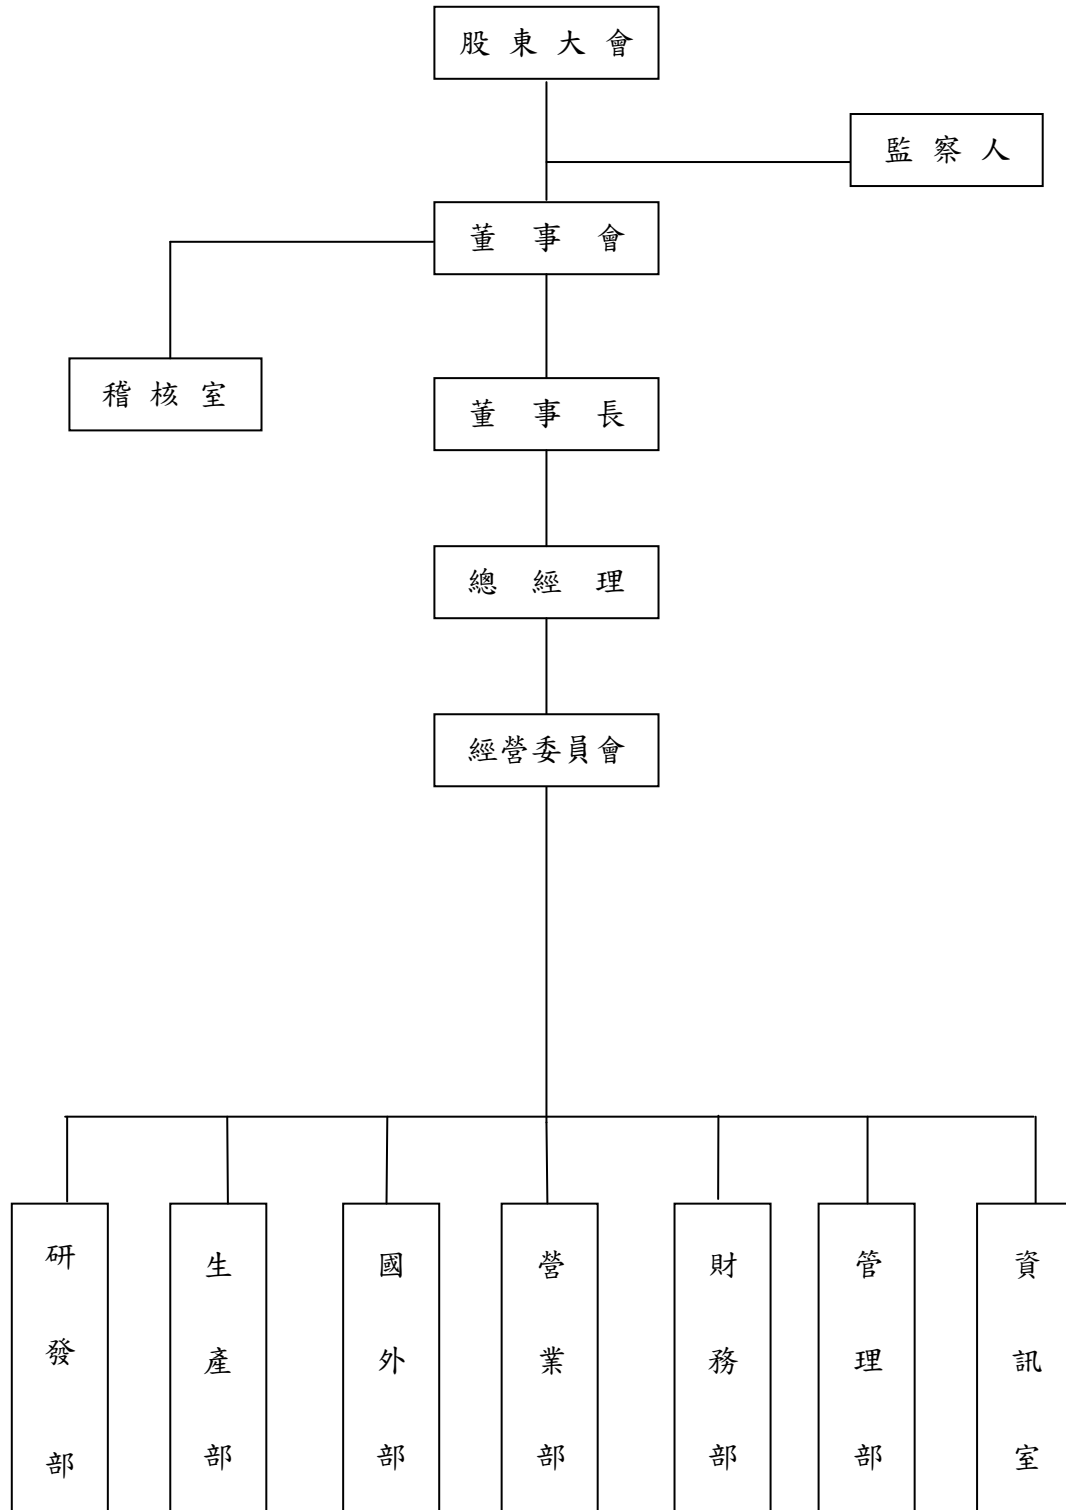 股東大會
監察人
董事會
稽核室
董事長
總經理
經營委員會
研發部
生產部
國外部
營業部
財務部
管理部
資訊室